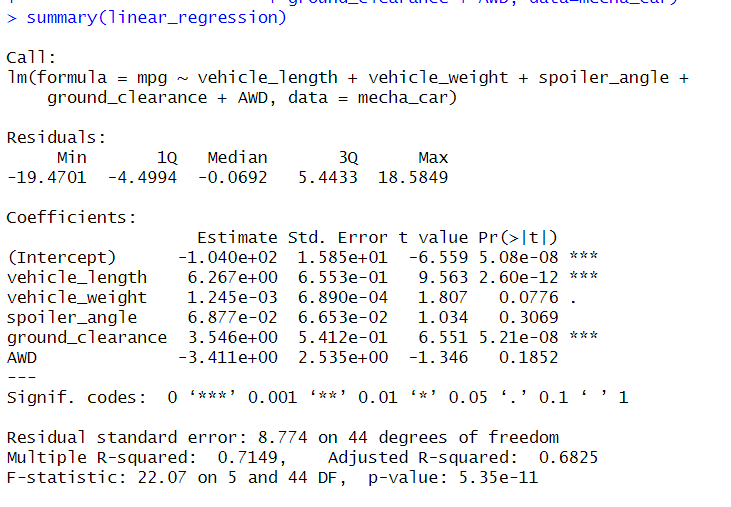 + ground_clearance + AWD, data=mecha_car)
> summary(linear_regression)
Call:
lm(formula = mpg ~ vehicle_length + vehicle_weight + spoiler_angle +
    ground_clearance + AWD, data = mecha_car)
Residuals:
     Min       1Q   Median       3Q      Max
-19.4701  -4.4994  -0.0692   5.4433  18.5849
Coefficients:
                   Estimate Std. Error t value Pr(>|t|)
(Intercept)      -1.040e+02  1.585e+01  -6.559 5.08e-08 ***
vehicle_length    6.267e+00  6.553e-01   9.563 2.60e-12 ***
vehicle_weight    1.245e-03  6.890e-04   1.807   0.0776 .
spoiler_angle     6.877e-02  6.653e-02   1.034   0.3069
ground_clearance  3.546e+00  5.412e-01   6.551 5.21e-08 ***
AWD              -3.411e+00  2.535e+00  -1.346   0.1852
---
Signif. codes:  0 ‘***’ 0.001 ‘**’ 0.01 ‘*’ 0.05 ‘.’ 0.1 ‘ ’ 1
Residual standard error: 8.774 on 44 degrees of freedom
Multiple R-squared:  0.7149,    Adjusted R-squared:  0.6825
F-statistic: 22.07 on 5 and 44 DF,  p-value: 5.35e-11